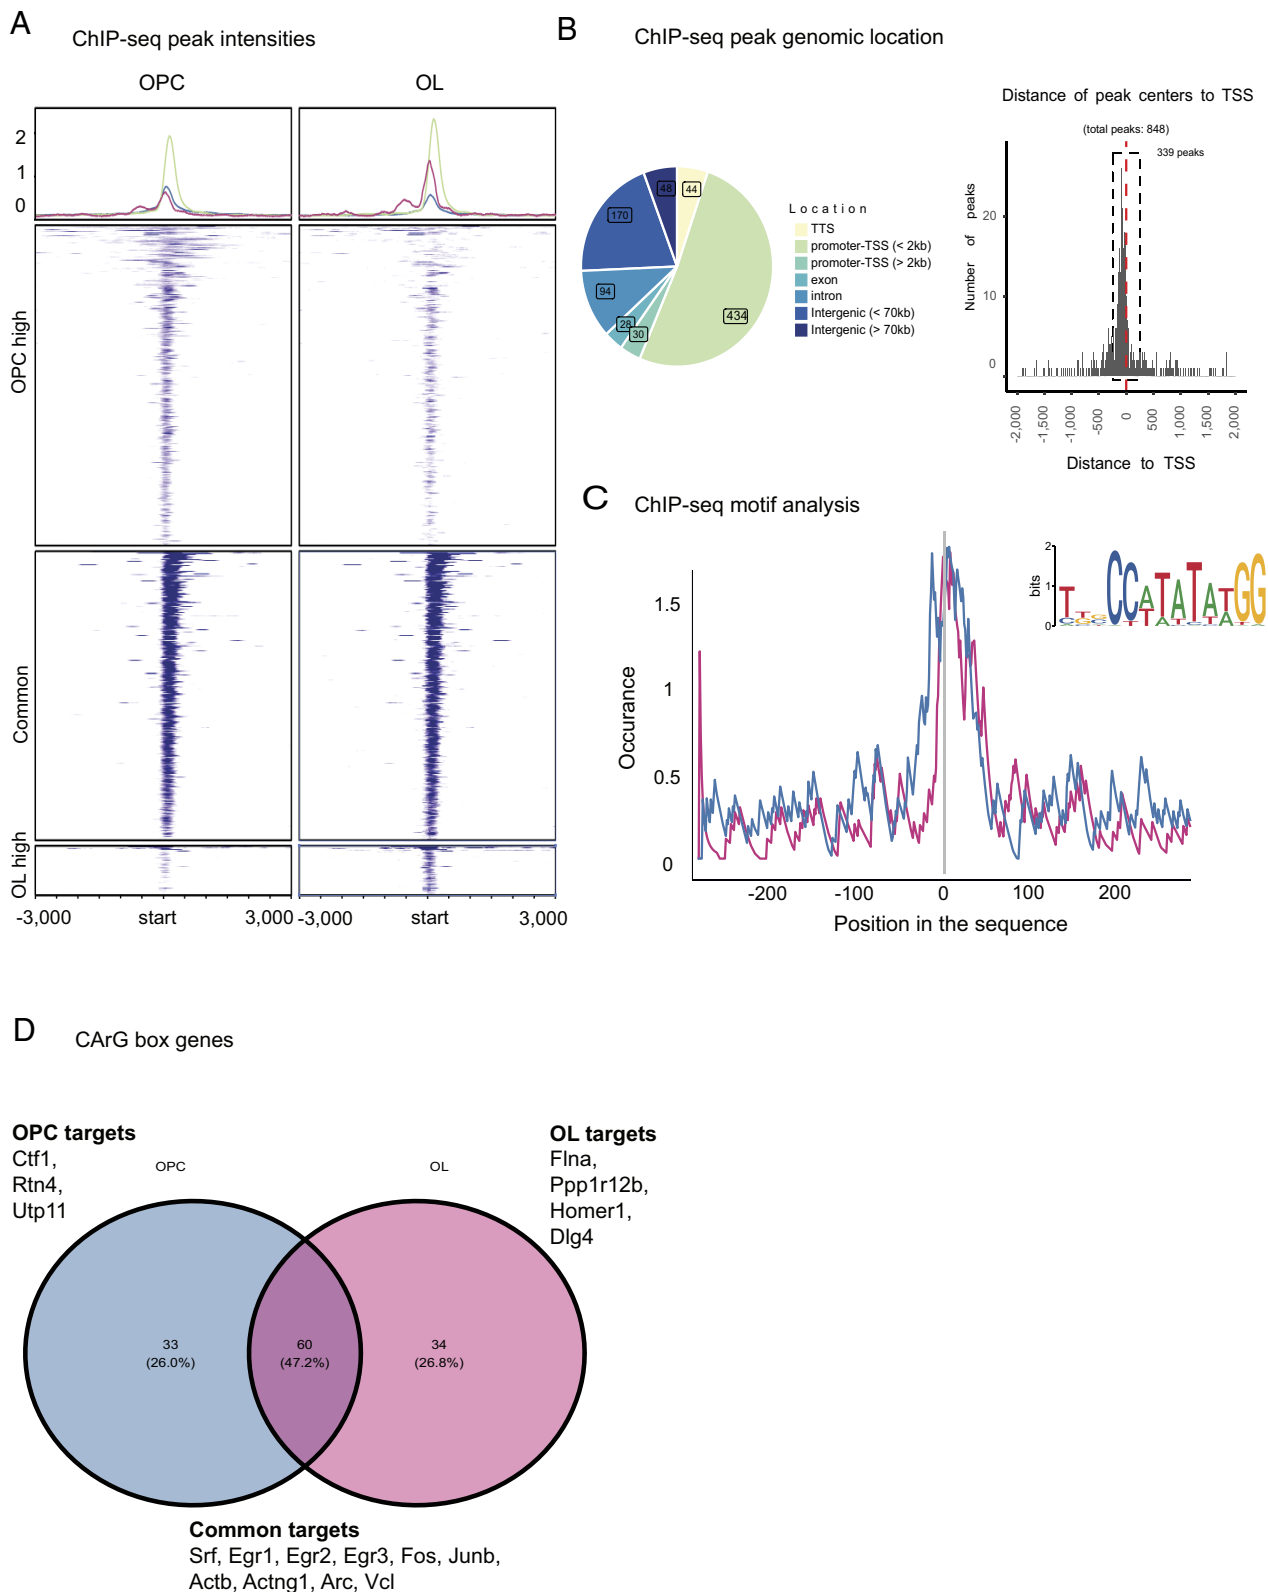 A
ChIP-seq peak intensities
OPC
OL
2
1
0
OPC high
Common
OL high
-3,000
start
3,000
-3,000
start
3,000
B
ChIP-seq peak genomic location
48
44
170
94
28
30
434
Location
TTS
promoter-TSS (< 2kb)
promoter-TSS (> 2kb)
exon
intron
Intergenic (< 70kb)
Intergenic (> 70kb)
Distance of peak centers to TSS
(total peaks: 848)
339 peaks
Number of peaks
20
10
0
-2,000
-1,500
-1,000
-500
0
500
1,000
1,500
2,000
Distance to TSS
C
ChIP-seq motif analysis
Occurance
1.5
1
0.5
0
-200
-100
0
100
200
Position in the sequence
bits
2
1
0
TTCCCATATATGG
D
CArG box genes
OPC targets
Ctf1,
Rtn4,
Utp11
OPC
OL
OL targets
Flna,
Ppp1r12b,
Homer1,
Dlg4
33
(26.0%)
60
(47.2%)
34
(26.8%)
Common targets
Srf, Egr1, Egr2, Egr3, Fos, Junb,
Actb, Actng1, Arc, Vcl